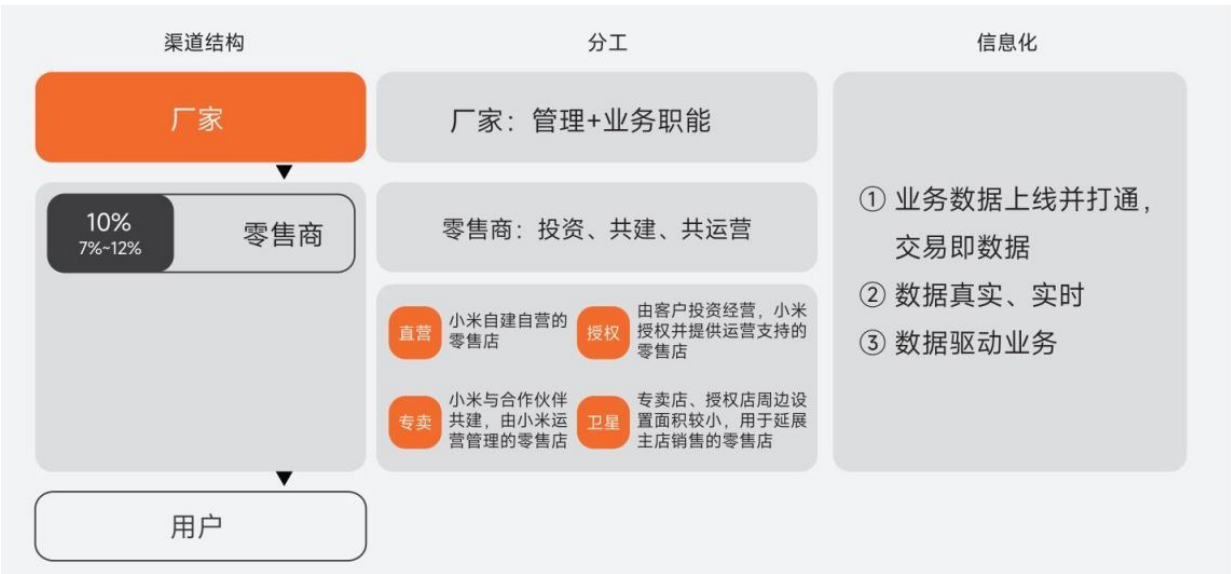 渠道结构
分工
信息化
厂家
厂家：管理+业务职能
10%
7%~12%
零售商
零售商：投资、共建、共运营
直营
小米自建自营的
零售店
授权
由客户投资经营，小米
授权并提供运营支持的
零售店
专卖
小米与合作伙伴
共建，由小米运
营管理的零售店
卫星
专卖店、授权店周边设
置面积较小，用于延展
主店销售的零售店
① 业务数据上线并打通，
交易即数据
② 数据真实、实时
③ 数据驱动业务
用户